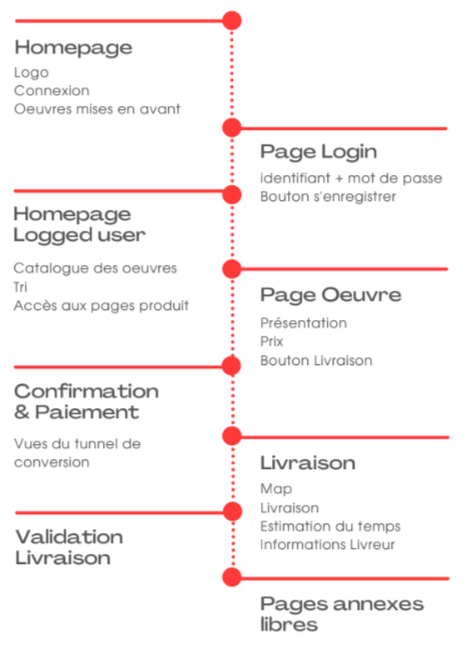 Homepage
Logo
Connexion
Oeuvres mises en avant
Page Login
identifiant + mot de passe
Bouton s'enregistrer
Homepage
Logged user
Catalogue des oeuvres
Tri
Accès aux pages produit
Page Oeuvre
Présentation
Prix
Bouton Livraison
Confirmation
& Paiement
Vues du tunnel de
conversion
Livraison
Map
Livraison
Estimation du temps
Informations Livreur
Validation
Livraison
Pages annexes
libres